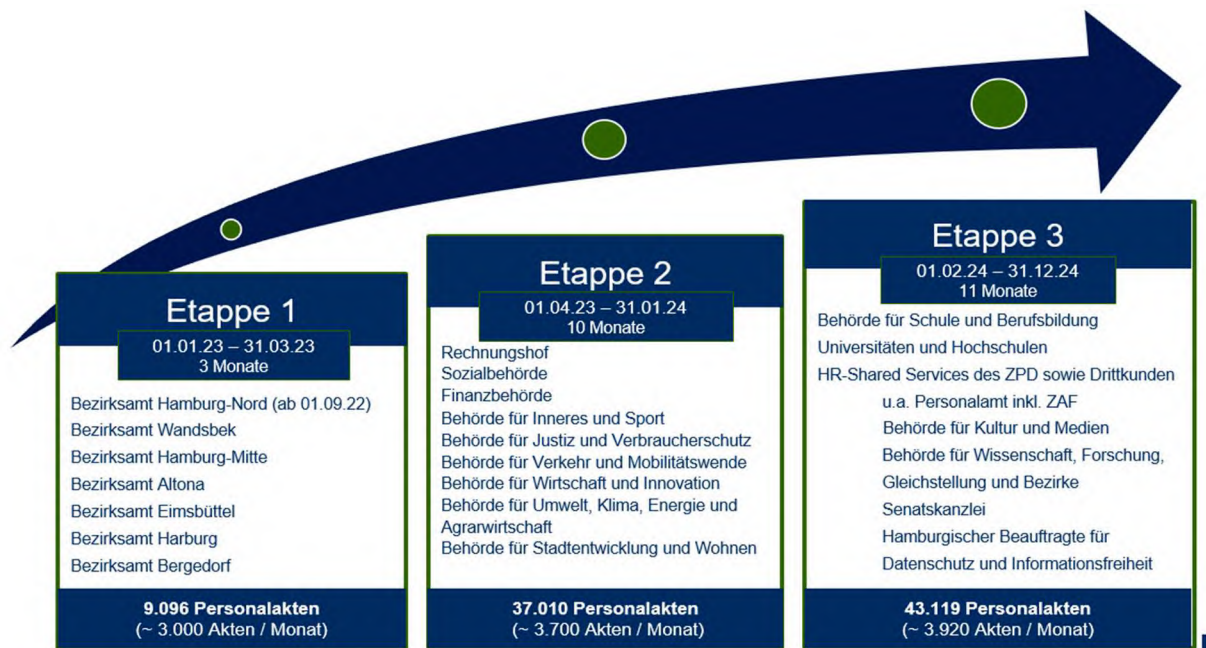 Etappe 1
01.01.23 – 31.03.23
3 Monate
Bezirksamt Hamburg-Nord (ab 01.09.22)
Bezirksamt Wandsbek
Bezirksamt Hamburg-Mitte
Bezirksamt Altona
Bezirksamt Eimsbüttel
Bezirksamt Harburg
Bezirksamt Bergedorf
9.096 Personalakten
(~ 3.000 Akten / Monat)
Etappe 2
01.04.23 – 31.01.24
10 Monate
Rechnungshof
Sozialbehörde
Finanzbehörde
Behörde für Inneres und Sport
Behörde für Justiz und Verbraucherschutz
Behörde für Verkehr und Mobilitätswende
Behörde für Wirtschaft und Innovation
Behörde für Umwelt, Klima, Energie und
Agrarwirtschaft
Behörde für Stadtentwicklung und Wohnen
37.010 Personalakten
(~ 3.700 Akten / Monat)
Etappe 3
01.02.24 – 31.12.24
11 Monate
Behörde für Schule und Berufsbildung
Universitäten und Hochschulen
HR-Shared Services des ZPD sowie Drittkunden
u.a. Personalamt inkl. ZAF
Behörde für Kultur und Medien
Behörde für Wissenschaft, Forschung,
Gleichstellung und Bezirke
Senatskanzlei
Hamburgischer Beauftragte für
Datenschutz und Informationsfreiheit
43.119 Personalakten
(~ 3.920 Akten / Monat)